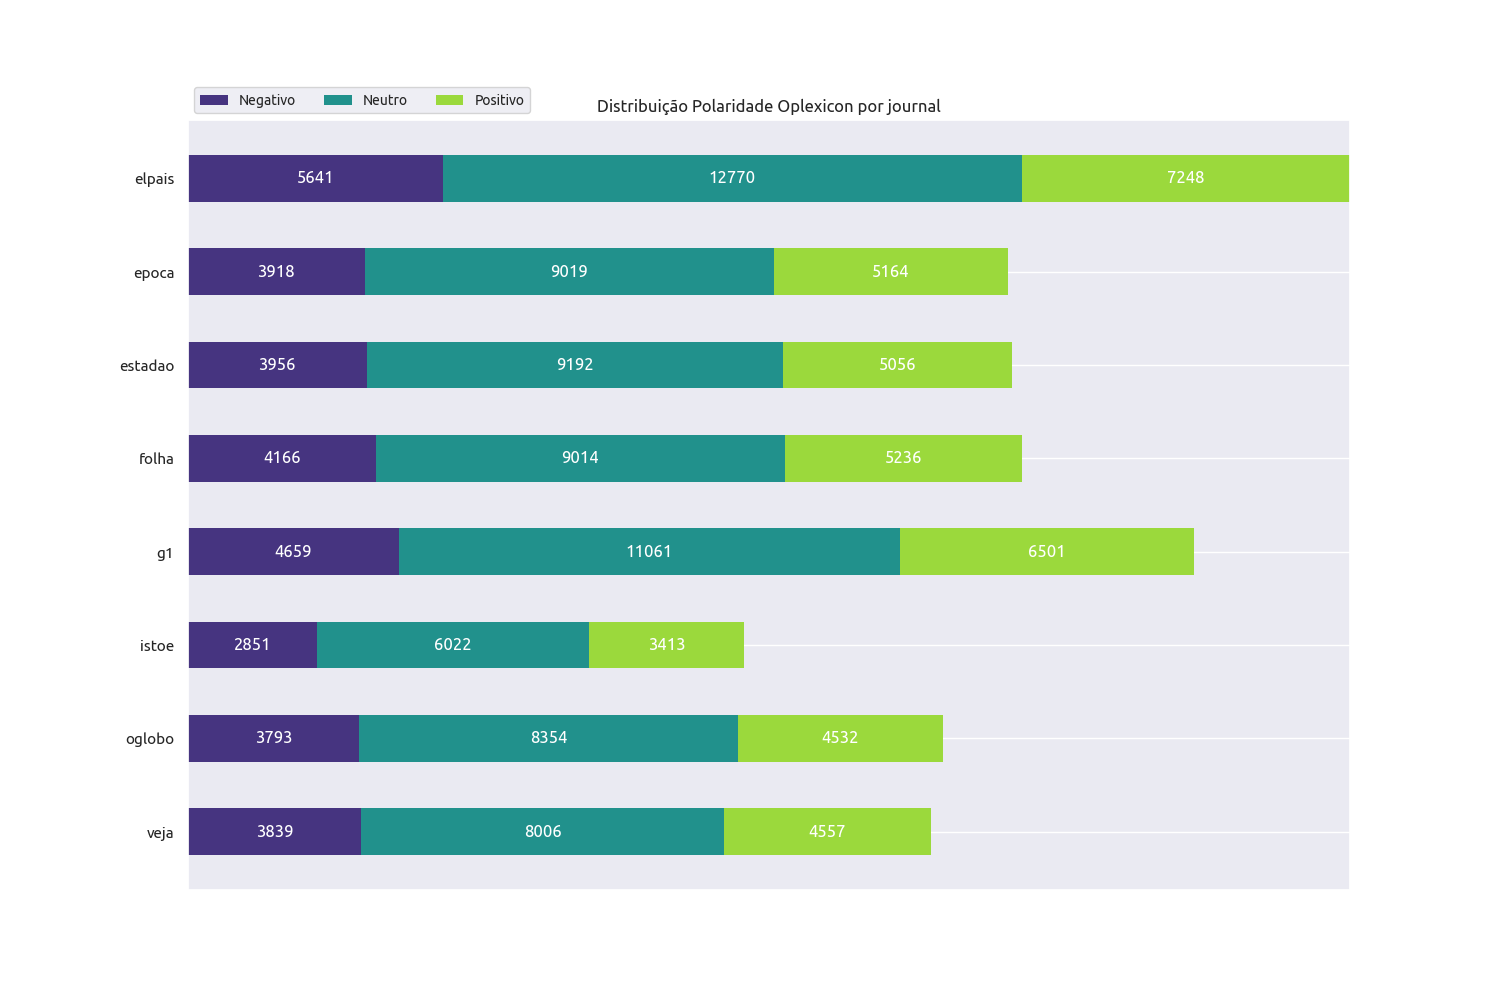 Negativo Neutro Positivo
Distribuição Polaridade Oplexicon por journal
elpais 5641 12770 7248
epoca 3918 9019 5164
estadao 3956 9192 5056
folha 4166 9014 5236
g1 4659 11061 6501
istoe 2851 6022 3413
oglobo 3793 8354 4532
veja 3839 8006 4557